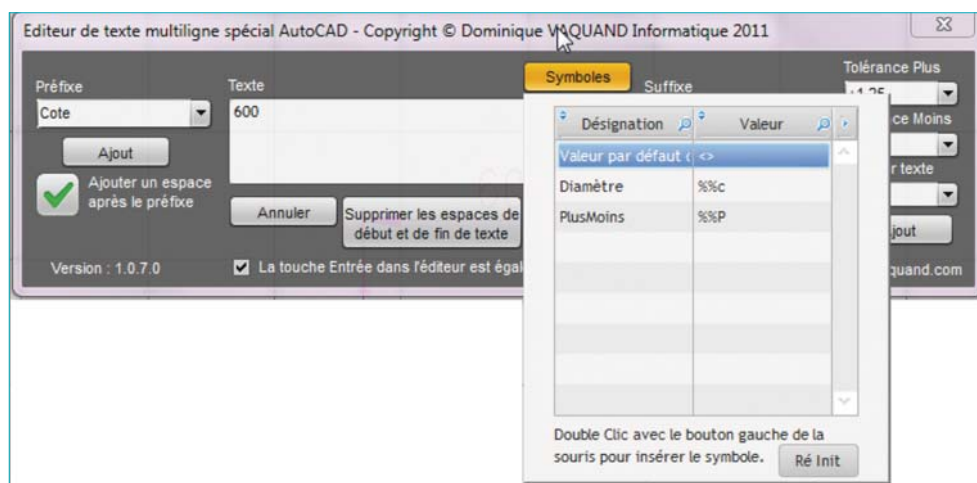 Editeur de texte multiligne spécial AutoCAD - Copyright © Dominique VAQUAND Informatique 2011
Préfixe
Texte
Symboles
Suffixe
Tolérance Plus
Cote
600
+1.25
ce Moins
Ajout
r texte
Ajouter un espace
après le préfixe
Annuler
Supprimer les espaces de
début et de fin de texte
jout
Version : 1.0.7.0
La touche Entrée dans l'éditeur est égal
quand.com
Désignation
Valeur
Valeur par défaut
<>
Diamètre
%%c
PlusMoins
%%P
Double Clic avec le bouton gauche de la
souris pour insérer le symbole.
Ré Init